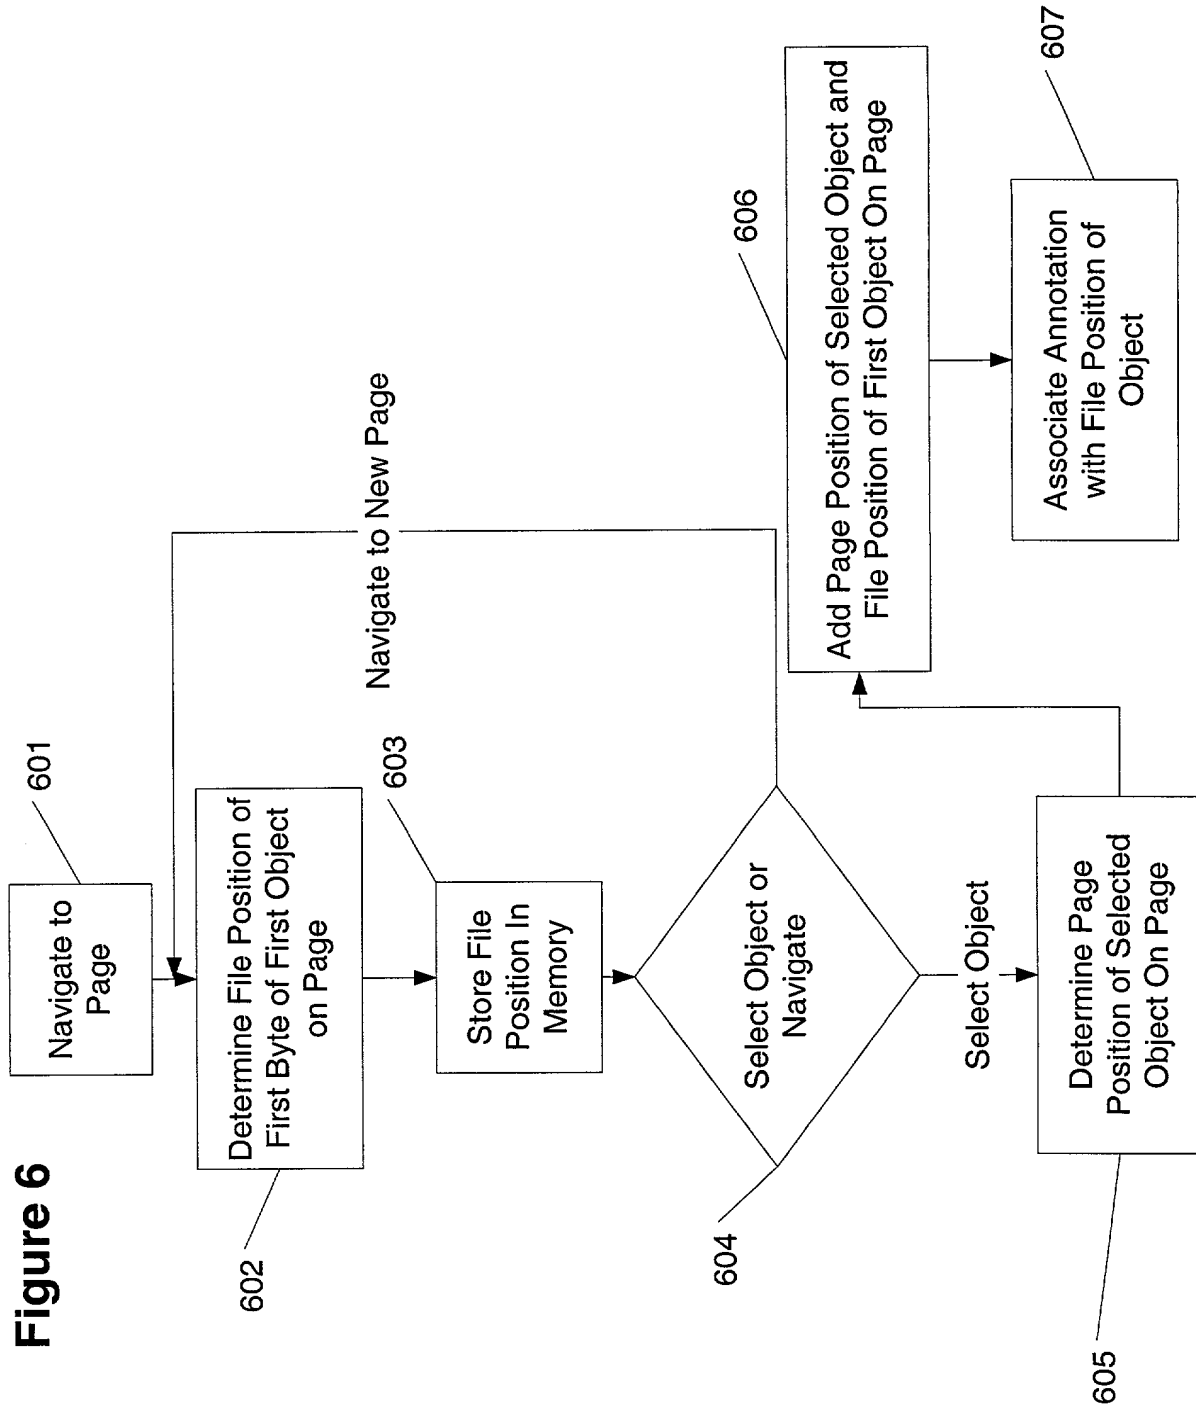 Figure 6
601
Navigate to
Page
602
Determine File Position of
First Byte of First Object
on Page
603
Store File
Position In
Memory
604
Select Object or
Navigate
Navigate to New Page
Select Object
605
Determine Page
Position of Selected
Object On Page
606
Add Page Position of Selected Object and
File Position of First Object On Page
607
Associate Annotation
with File Position of
Object